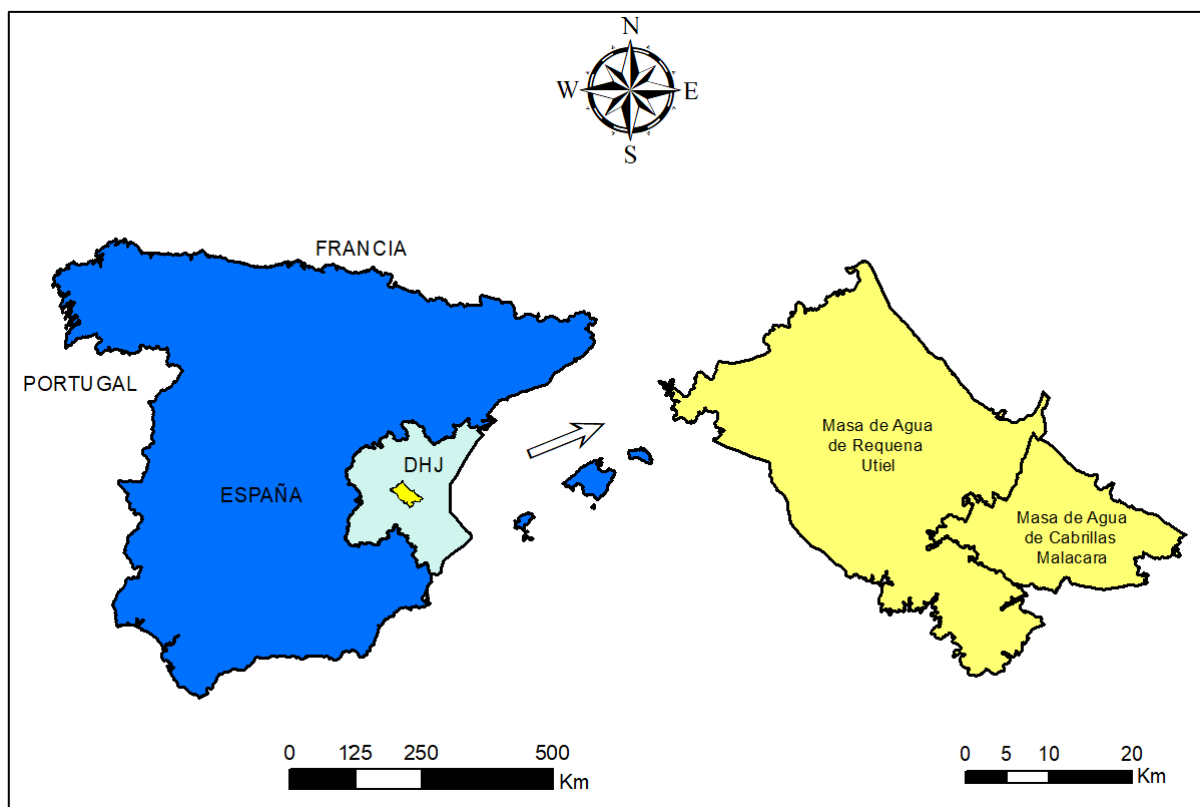 N
W E
S
FRANCIA
PORTUGAL
DHJ
ESPAÑA
Masa de Agua
de Requena
Utiel
Masa de Agua
de Cabrillas
Malacara
0 125 250 500
Km
0 5 10 20
Km